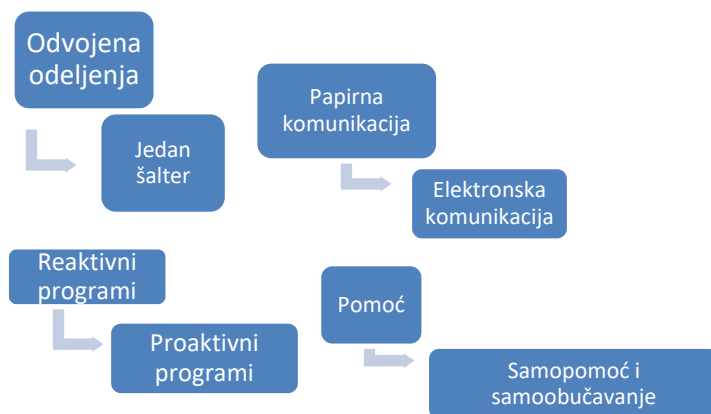 Odvojena
odeljenja
Jedan
šalter
Papirna
komunikacija
Elektronska
komunikacija
Reaktivni
programi
Proaktivni
programi
Pomoć
Samopomoć i
samoobučavanje